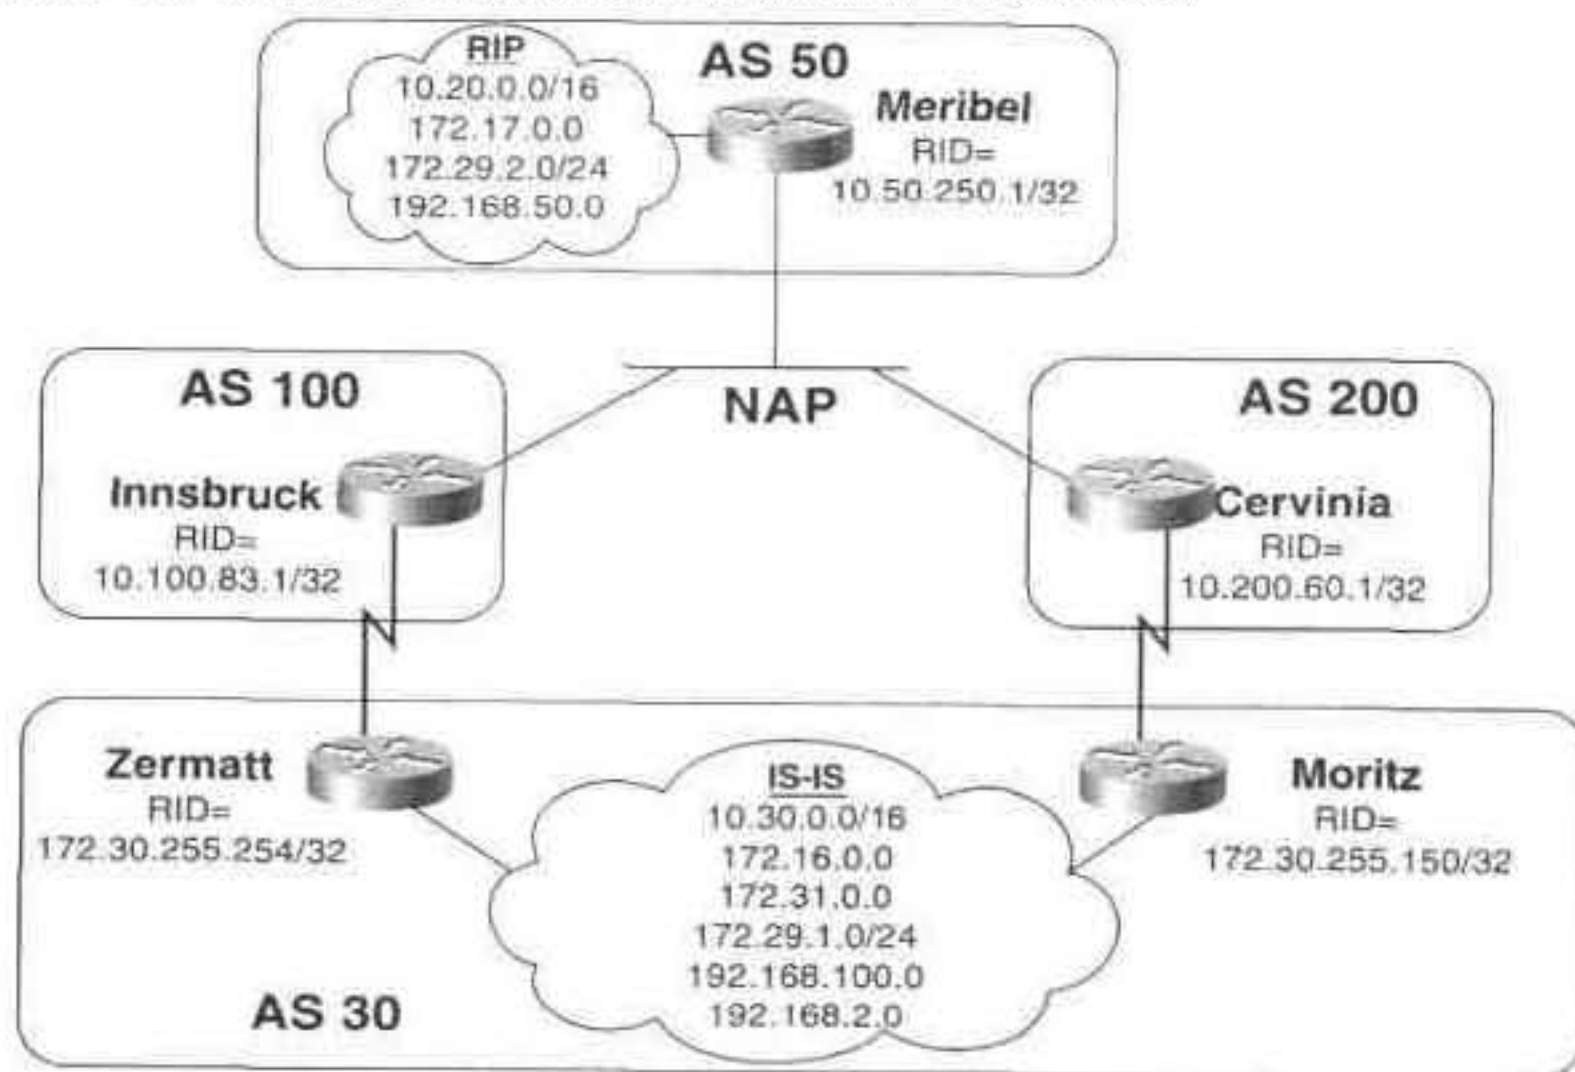 RIP
10.20.0.0/16
172.17.0.0
172.29.2.0/24
192.168.50.0
AS 50
Meribel
RID=
10.50.250.1/32
AS 100
Innsbruck
RID=
10.100.83.1/32
NAP
AS 200
Cervinia
RID=
10.200.60.1/32
Zermatt
RID=
172.30.255.254/32
IS-IS
10.30.0.0/16
172.16.0.0
172.31.0.0
172.29.1.0/24
192.168.100.0
192.168.2.0
Moritz
RID=
172.30.255.150/32
AS 30